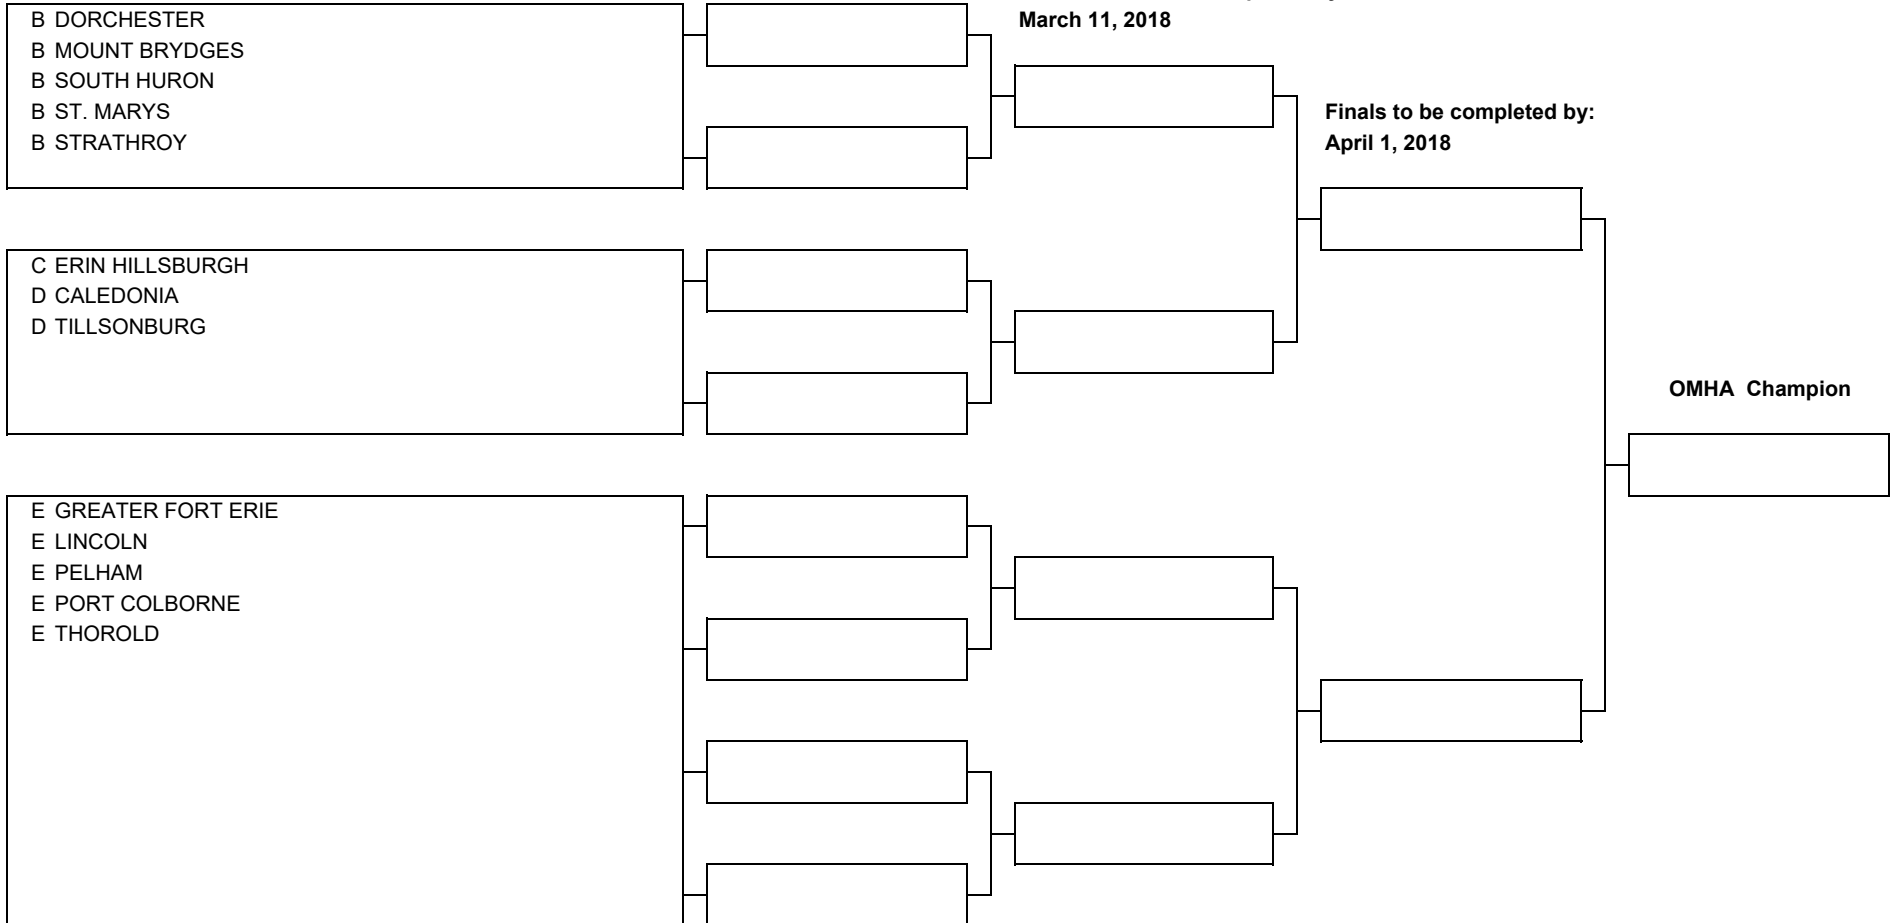 March 11, 2018
B DORCHESTER
B MOUNT BRYDGES
B SOUTH HURON
B ST. MARYS
B STRATHROY
Finals to be completed by:
April 1, 2018
C ERIN HILLSBURGH
D CALEDONIA
D TILLSONBURG
OMHA Champion
E GREATER FORT ERIE
E LINCOLN
E PELHAM
E PORT COLBORNE
E THOROLD